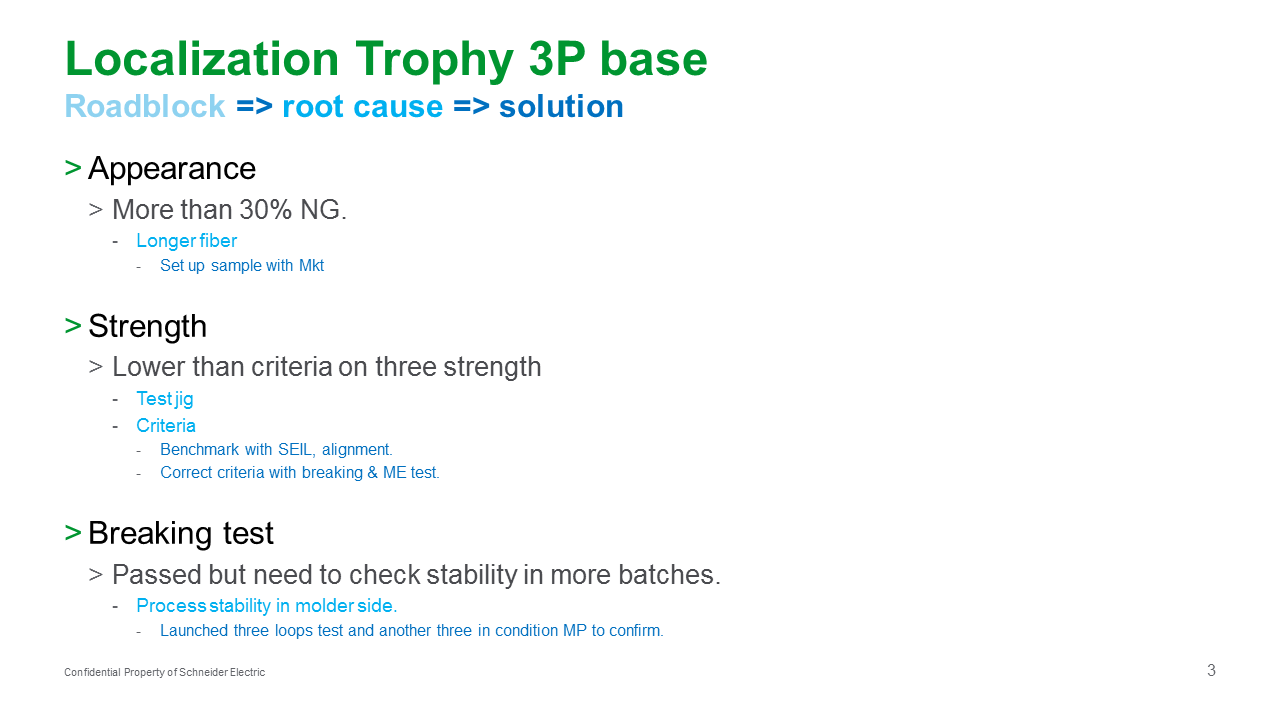 Localization Trophy 3P base
Roadblock => root cause => solution
> Appearance
> More than 30% NG.
- Longer fiber
- Set up sample with Mkt
> Strength
> Lower than criteria on three strength
- Test jig
- Criteria
- Benchmark with SEIL, alignment.
- Correct criteria with breaking & ME test.
> Breaking test
> Passed but need to check stability in more batches.
- Process stability in molder side.
- Launched three loops test and another three in condition MP to confirm.
Confidential Property of Schneider Electric
3